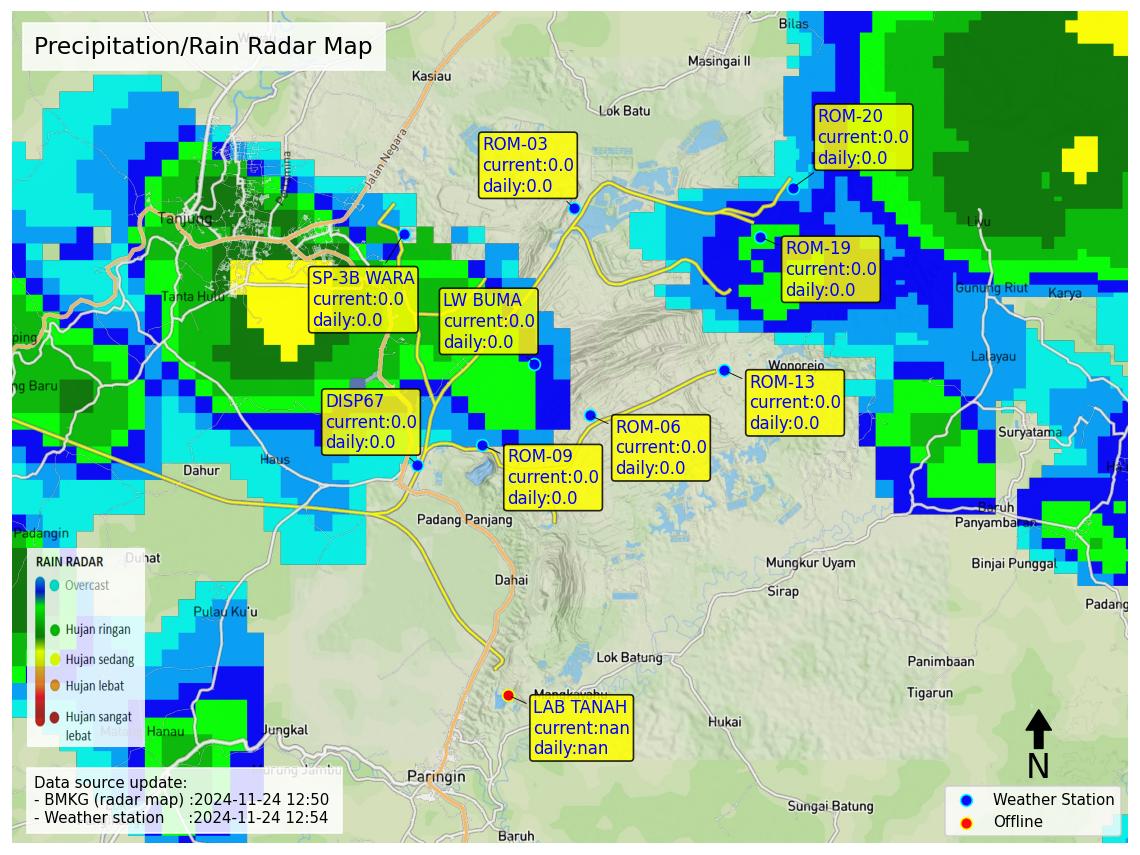 Precipitation/Rain Radar Map
Bilas
Masingai II
Kasiau
Lok Batu
Jalan Negara
Tanjung
Tanta Hulu
ROM-03
current:0.0
daily:0.0
ROM-20
current:0.0
daily:0.0
ROM-19
current:0.0
daily:0.0
SP-3B WARA
current:0.0
daily:0.0
LW BUMA
current:0.0
daily:0.0
Liyu
Gunung Riut
Karya
Lalayau
ping
ng Baru
Wonorejo
ROM-13
current:0.0
daily:0.0
DISP67
current:0.0
daily:0.0
ROM-06
current:0.0
daily:0.0
ROM-09
current:0.0
daily:0.0
Suryatama
Haus
Dahur
Padangin
Padang Panjang
Baruh
Panyambaran
Binjai Punggal
Mungkur Uyam
Sirap
Padang
Dahai
Duhat
Pulau Ku'u
RAIN RADAR
Overcast
Hujan ringan
Hujan sedang
Hujan lebat
Hujan sangat
lebat
Hanau
Jungkal
Murung Jambu
Lok Batung
Panimbaan
Tigarun
Hukai
LAB TANAH
current:nan
daily:nan
Paringin
Sungai Batung
Baruh
Data source update:
- BMKG (radar map) :2024-11-24 12:50
- Weather station :2024-11-24 12:54
N
Weather Station
Offline